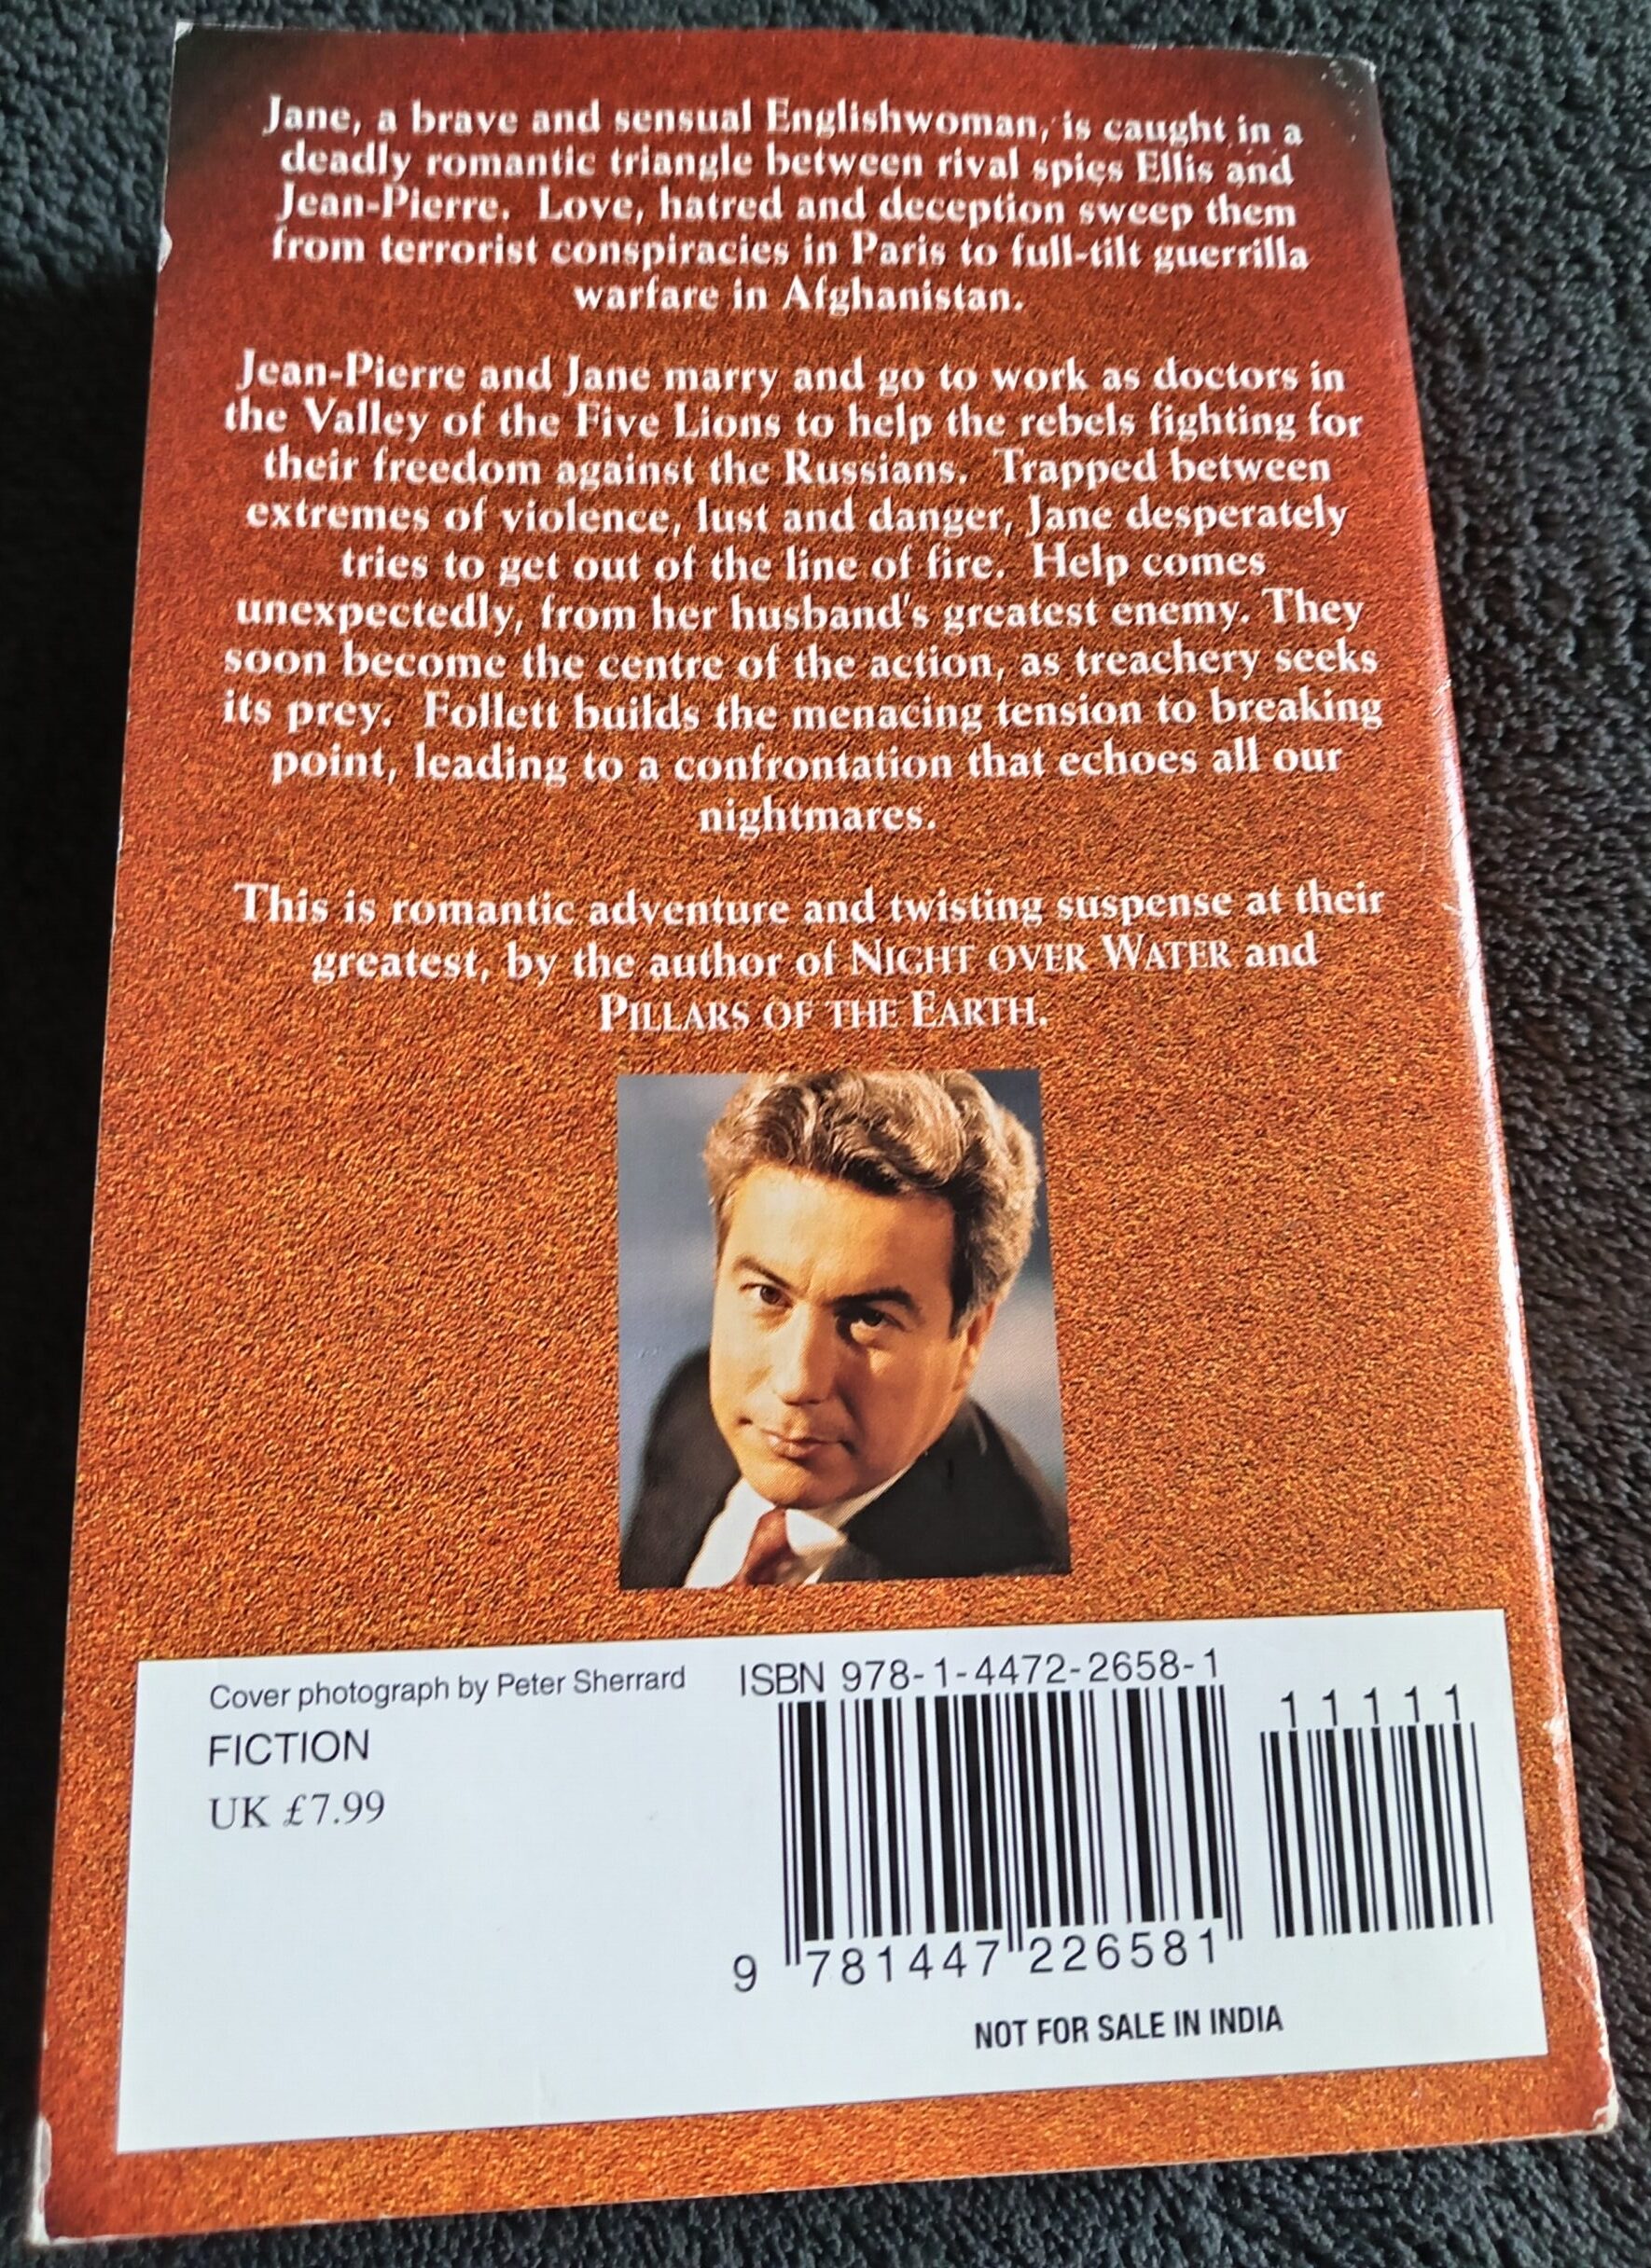 Jane, a brave and sensual Englishwoman, is caught in a
deadly romantic triangle between rival spies Ellis and
Jean-Pierre. Love, hatred and deception sweep them
from terrorist conspiracies in Paris to full-tilt guerrilla
warfare in Afghanistan.
Jean-Pierre and Jane marry and go to work as doctors in
the Valley of the Five Lions to help the rebels fighting for
their freedom against the Russians. Trapped between
extremes of violence, lust and danger, Jane desperately
tries to get out of the line of fire. Help comes
unexpectedly, from her husband's greatest enemy. They
soon become the centre of the action, as treachery seeks
its prey. Follett builds the menacing tension to breaking
point, leading to a confrontation that echoes all our
nightmares.
This is romantic adventure and twisting suspense at their
greatest, by the author of NIGHT OVER WATER and
PILLARS OF THE EARTH.
Cover photograph by Peter Sherrard
FICTION
UK £7.99
ISBN 978-1-4472-2658-1
11111
9 781447 226581
NOT FOR SALE IN INDIA